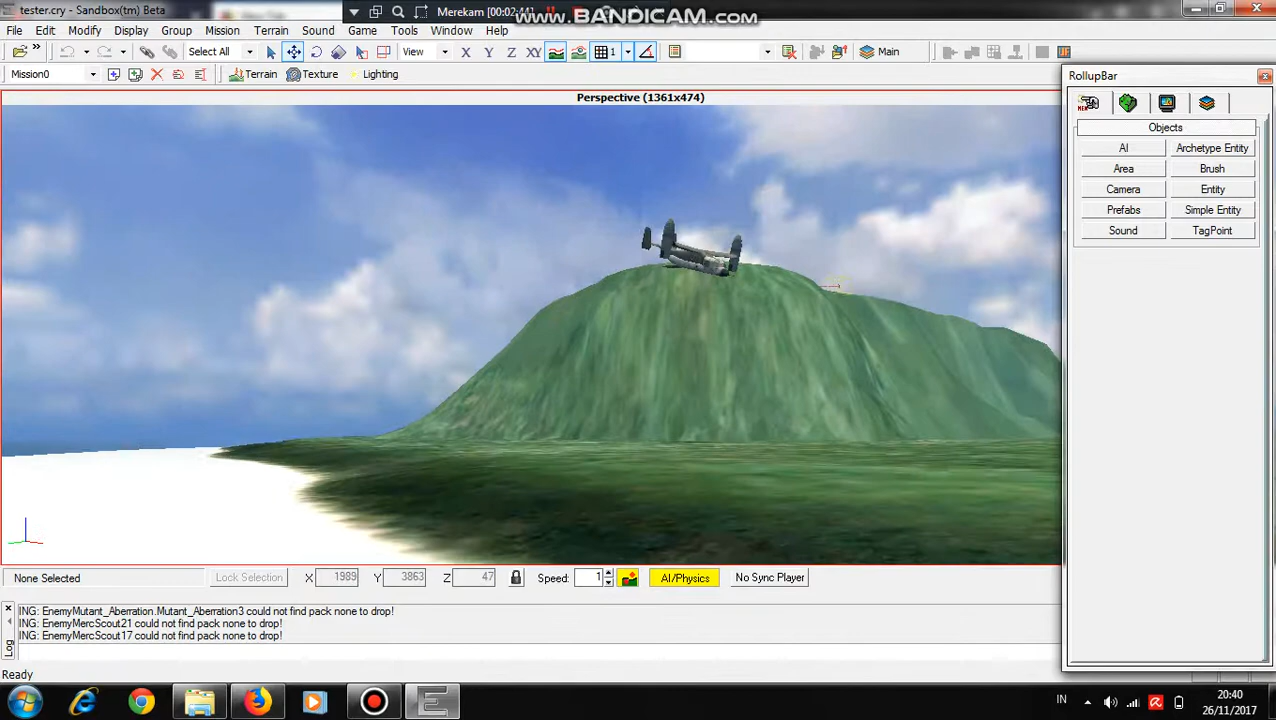 tester.cry - Sandbox(tm) Beta
Merekam [00:02:44]
www.BANDICAM.com
File Edit Modify Display Group Mission Terrain Sound Game Tools Window Help
Select All
View
X Y Z XY
1
Main
Mission0
Terrain
Texture
Lighting
RollupBar
Perspective (1361x474)
Objects
AI
Archetype Entity
Area
Brush
Camera
Entity
Prefabs
Simple Entity
Sound
TagPoint
None Selected
Lock Selection
X 1989 Y 3863 Z 47
Speed: 1
AI/Physics
No Sync Player
ING: EnemyMutant_Aberration.Mutant_Aberration3 could not find pack none to drop!
ING: EnemyMercScout21 could not find pack none to drop!
ING: EnemyMercScout17 could not find pack none to drop!
Log
Ready
IN
20:40
26/11/2017